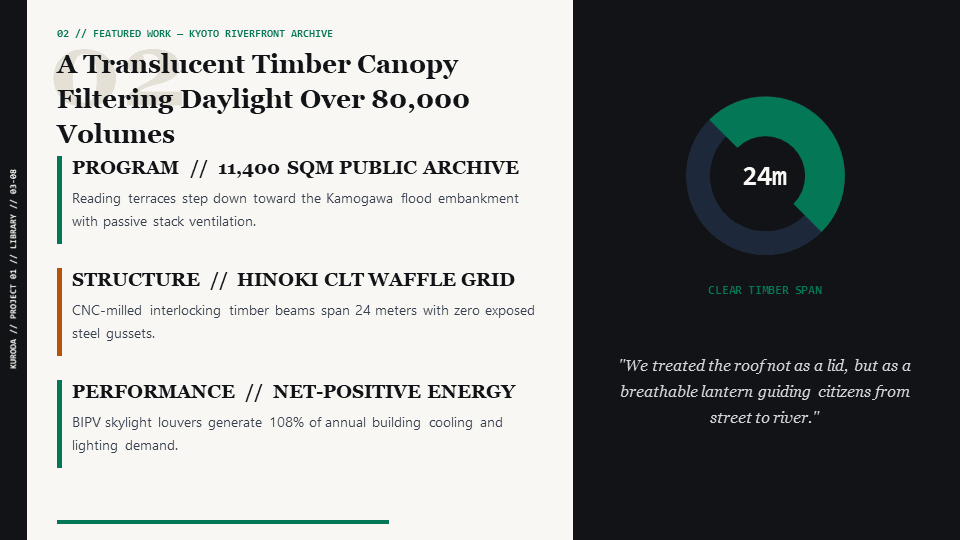 KURODA // PROJECT 01 // LIBRARY // 03-08
02 // FEATURED WORK — KYOTO RIVERFRONT ARCHIVE
02
A Translucent Timber Canopy
Filtering Daylight Over 80,000
Volumes
PROGRAM // 11,400 SQM PUBLIC ARCHIVE
Reading terraces step down toward the Kamogawa flood embankment
with passive stack ventilation.
STRUCTURE // HINOKI CLT WAFFLE GRID
CNC-milled interlocking timber beams span 24 meters with zero exposed
steel gussets.
PERFORMANCE // NET-POSITIVE ENERGY
BIPV skylight louvers generate 108% of annual building cooling and
lighting demand.
24m
CLEAR TIMBER SPAN
"We treated the roof not as a lid, but as a
breathable lantern guiding citizens from
street to river."